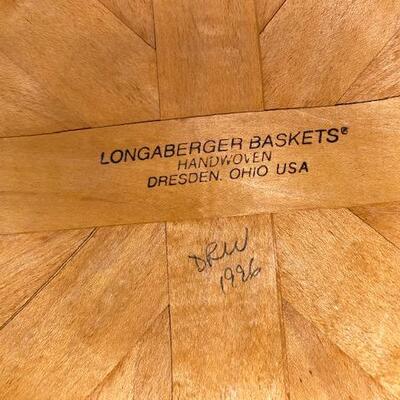 LONGABERGER BASKETS®
HANDWOVEN
DRESDEN, OHIO USA
DRW
1996